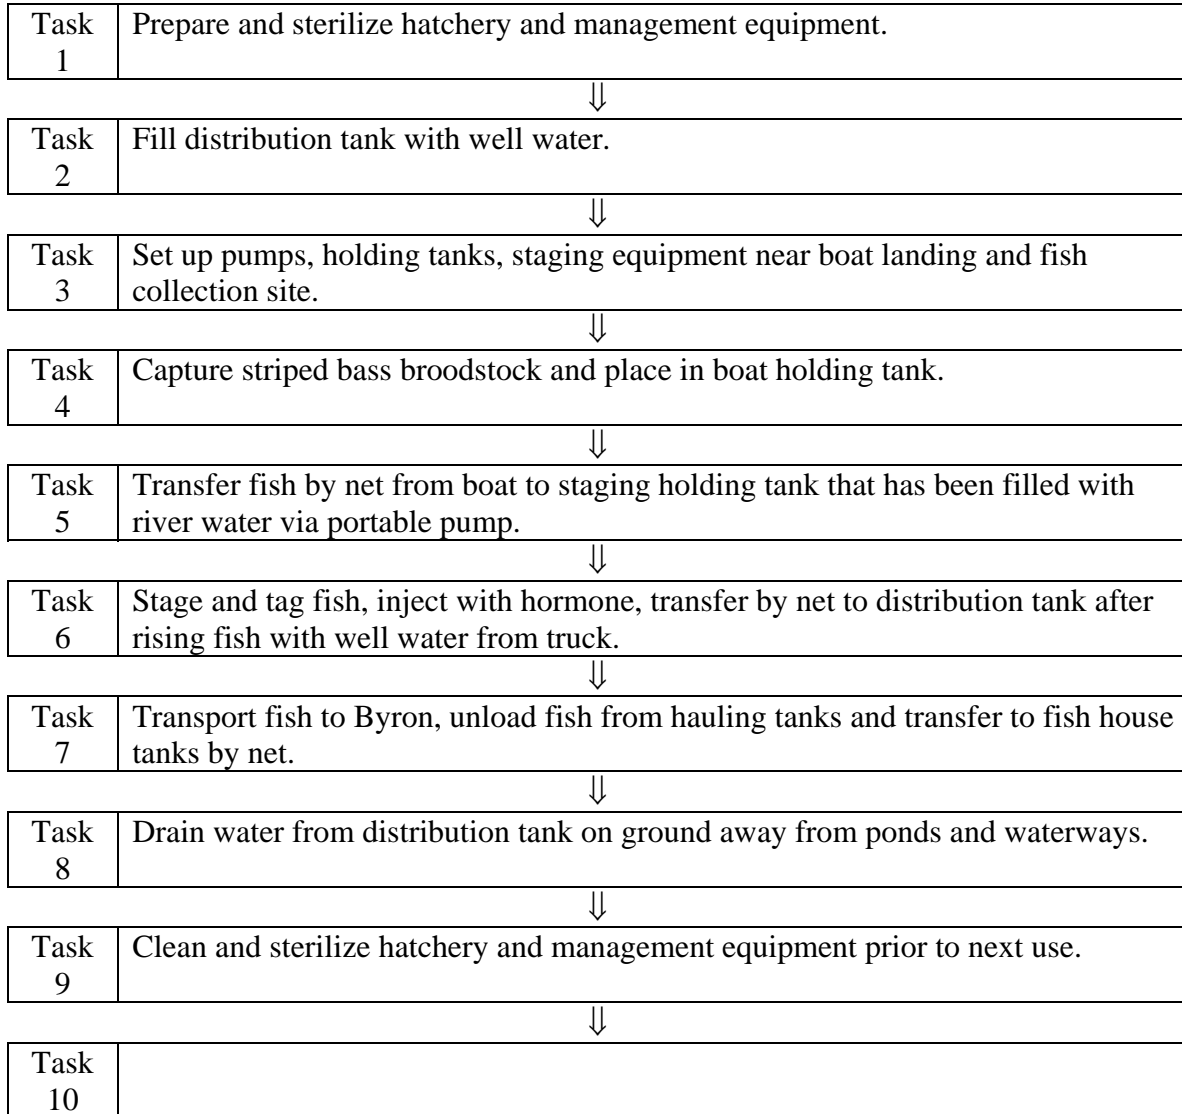 Task
1
Prepare and sterilize hatchery and management equipment.
⇓
Task
2
Fill distribution tank with well water.
⇓
Task
3
Set up pumps, holding tanks, staging equipment near boat landing and fish
collection site.
⇓
Task
4
Capture striped bass broodstock and place in boat holding tank.
⇓
Task
5
Transfer fish by net from boat to staging holding tank that has been filled with
river water via portable pump.
⇓
Task
6
Stage and tag fish, inject with hormone, transfer by net to distribution tank after
rising fish with well water from truck.
⇓
Task
7
Transport fish to Byron, unload fish from hauling tanks and transfer to fish house
tanks by net.
⇓
Task
8
Drain water from distribution tank on ground away from ponds and waterways.
⇓
Task
9
Clean and sterilize hatchery and management equipment prior to next use.
⇓
Task
10